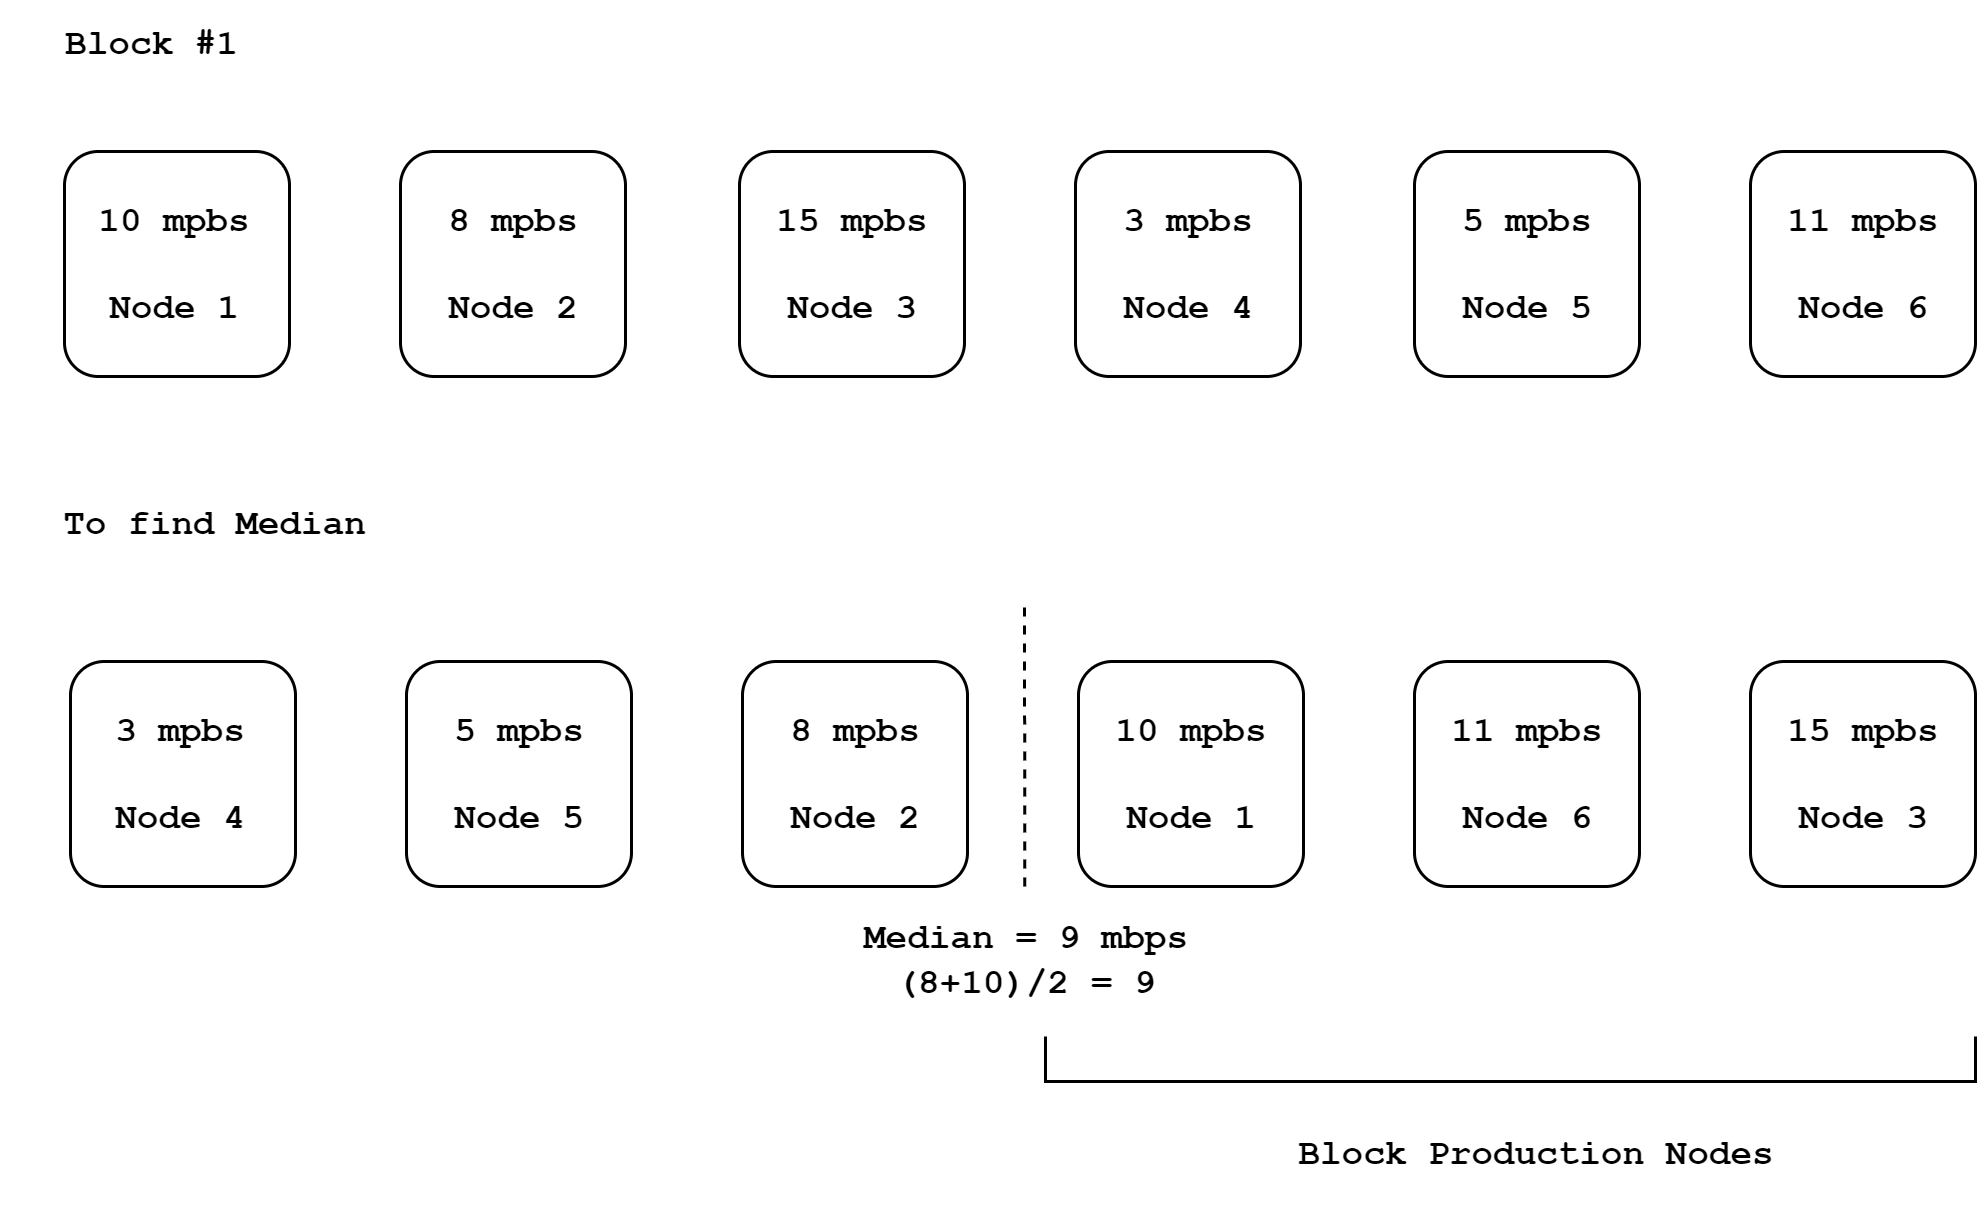 Block #1
10 mpbs
Node 1
8 mpbs
Node 2
15 mpbs
Node 3
3 mpbs
Node 4
5 mpbs
Node 5
11 mpbs
Node 6
To find Median
3 mpbs
Node 4
5 mpbs
Node 5
8 mpbs
Node 2
10 mpbs
Node 1
11 mpbs
Node 6
15 mpbs
Node 3
Median = 9 mbps
(8+10)/2 = 9
Block Production Nodes